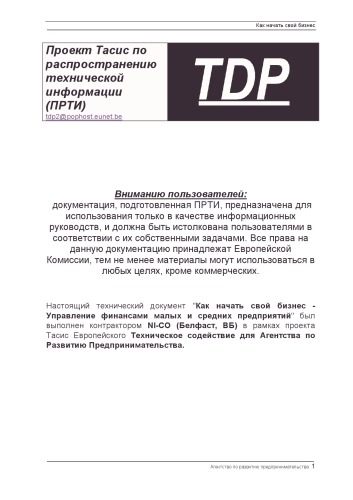 Как начать свой бизнес
Проект Тасис по
распространению
технической
информации
(ПРТИ)
tdp2@pophost.eunet.be
TDP
Вниманию пользователей:
документация, подготовленная ПРТИ, предназначена для
использования только в качестве информационных
руководств, и должна быть истолкована пользователями в
соответствии с их собственными задачами. Все права на
данную документацию принадлежат Европейской
Комиссии, тем не менее материалы могут использоваться в
любых целях, кроме коммерческих.
Настоящий технический документ "Как начать свой бизнес -
Управление финансами малых и средних предприятий" был
выполнен контрактором NI-CO (Белфаст, ВБ) в рамках проекта
Тасис Европейского Техническое содействие для Агентства по
Развитию Предпринимательства.
Агентство по развитию предпринимательства 1